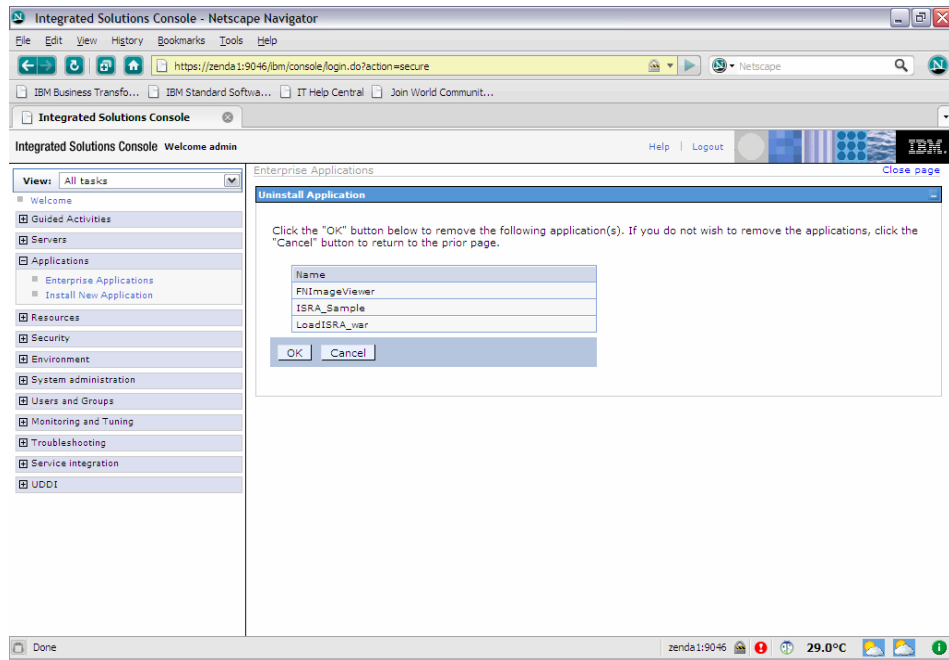 Integrated Solutions Console - Netscape Navigator
File Edit View History Bookmarks Tools Help
https://zenda1:9046/ibm/console/login.do?action=secure
Netscape
IBM Business Transfo... IBM Standard Softwa... IT Help Central Join World Communit...
Integrated Solutions Console
Integrated Solutions Console Welcome admin
Help | Logout
IBM.
View: All tasks
Welcome
Guided Activities
Servers
Applications
Enterprise Applications
Install New Application
Resources
Security
Environment
System administration
Users and Groups
Monitoring and Tuning
Troubleshooting
Service integration
UDDI
Enterprise Applications
Close page
Uninstall Application
Click the "OK" button below to remove the following application(s). If you do not wish to remove the applications, click the
"Cancel" button to return to the prior page.
Name
FNImageViewer
ISRA_Sample
LoadISRA_war
OK Cancel
Done
zenda1:9046
29.0°C